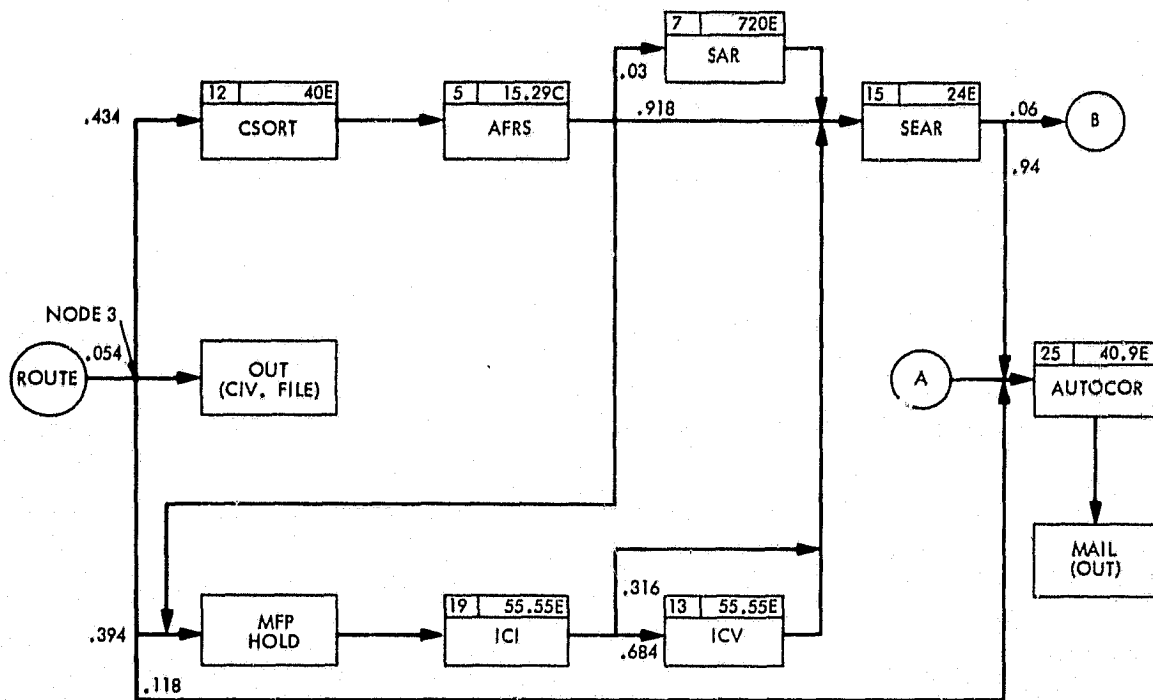 7 720E
SAR
.03
12 40E
CSORT
.434
5 15.29C
AFRS
.918
15 24E
SEAR
.06
B
.94
NODE 3
ROUTE
.054
OUT
(CIV. FILE)
A
25 40.9E
AUTOCOR
MAIL
(OUT)
.394
MFP
HOLD
19 55.55E
ICI
.316
.684
13 55.55E
ICV
.118